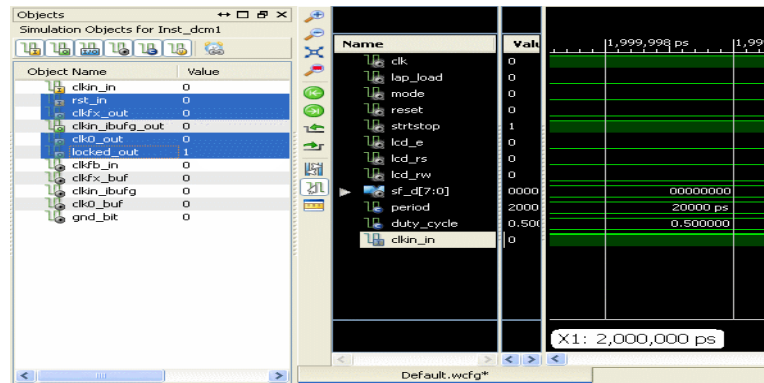 Objects
Simulation Objects for Inst_dcm1
Object Name Value
clkin_in 0
rst_in 0
clkfx_out 0
clkin_ibufg_out 0
clk0_out 0
locked_out 1
clkfb_in 0
clkfx_buf 0
clkin_ibufg 0
clk0_buf 0
gnd_bit 0
Name Valu
clk 0
lap_load 0
mode 0
reset 0
strtstop 1
lcd_e 0
lcd_rs 0
lcd_rw 0
sf_d[7:0] 0000
period 2000
duty_cycle 0.500
clkin_in 0
1,999,998 ps 1,99
00000000
20000 ps
0.500000
X1: 2,000,000 ps
Default.wcfg*